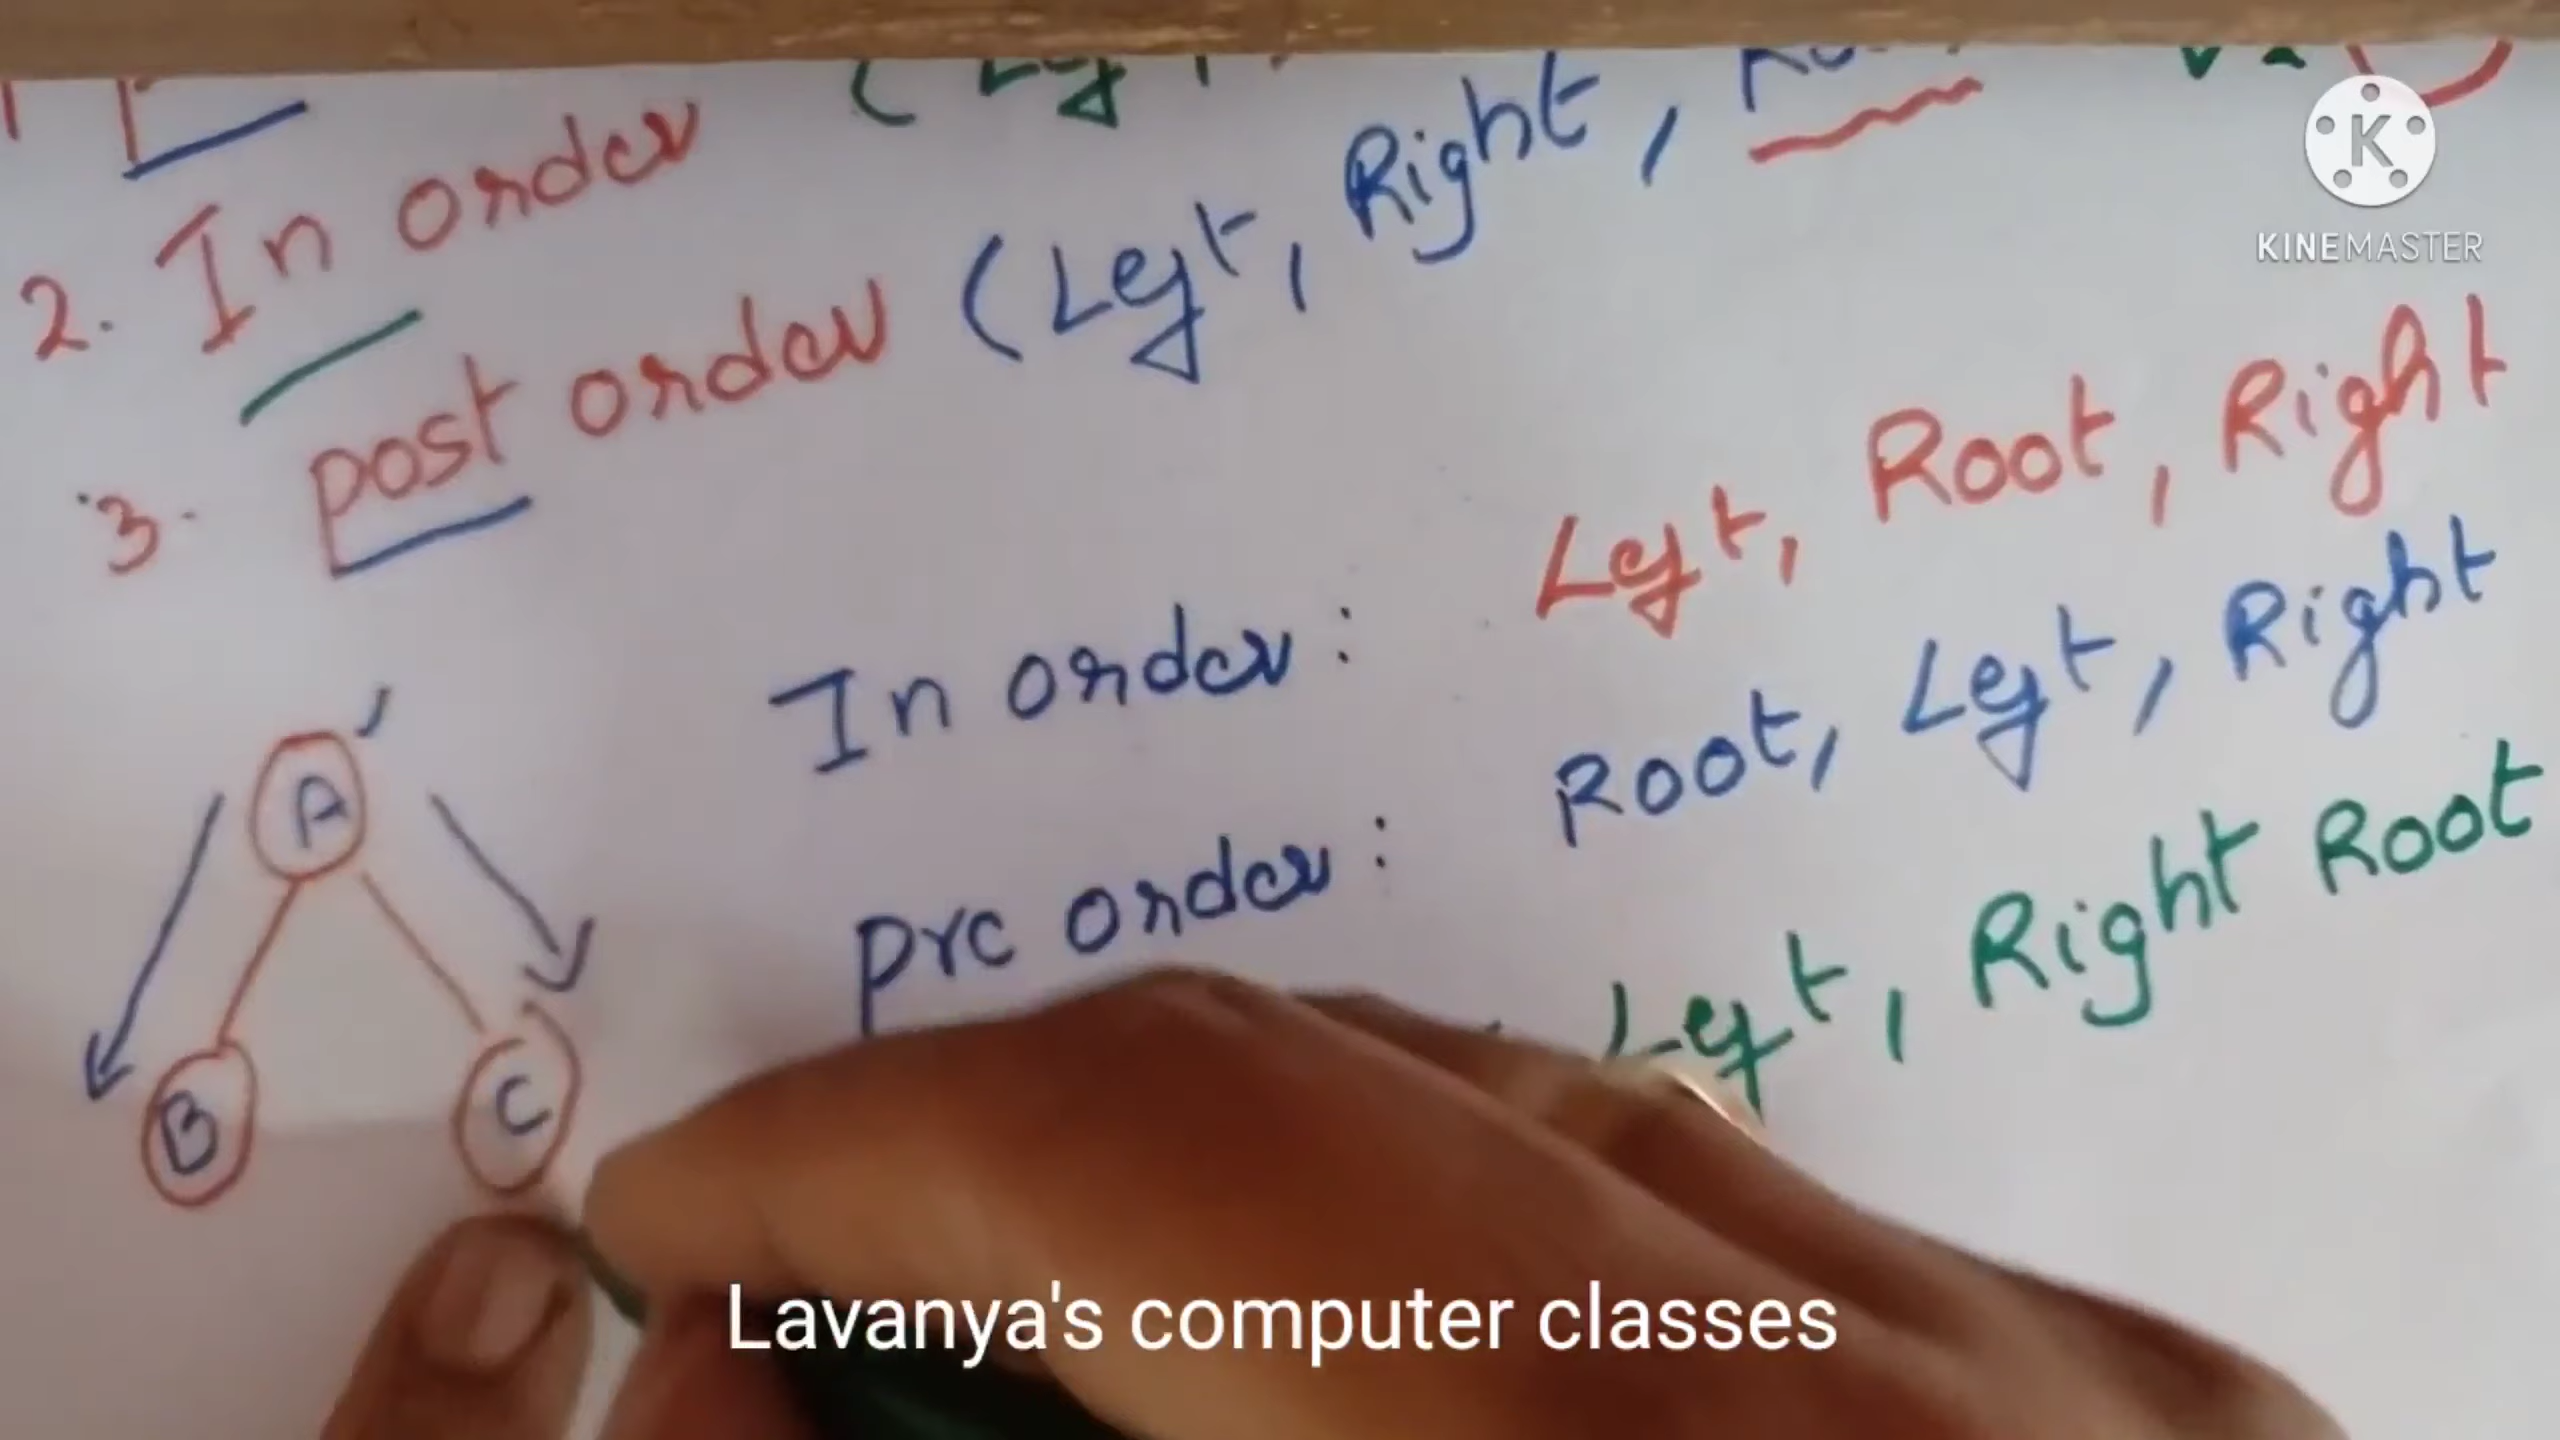 2. In order (Left
3. post order (Left, Right,
In order: Left, Root, Right
Pre order: Root, Left, Right
Left, Right Root
A
B C
K
KINEMASTER
Lavanya's computer classes